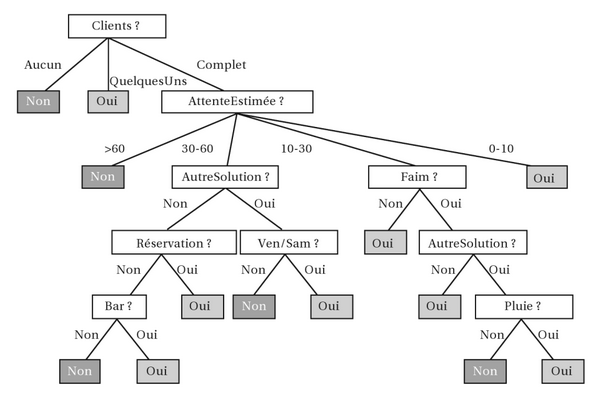 Clients ?
Aucun
QuelquesUns
Complet
Non
Oui
AttenteEstimée ?
>60
30-60
10-30
0-10
Non
AutreSolution ?
Faim ?
Oui
Non
Oui
Non
Oui
Réservation ?
Ven/Sam ?
Oui
AutreSolution ?
Non
Oui
Non
Oui
Non
Oui
Bar ?
Oui
Non
Oui
Oui
Pluie ?
Non
Oui
Non
Oui
Non
Oui
Non
Oui